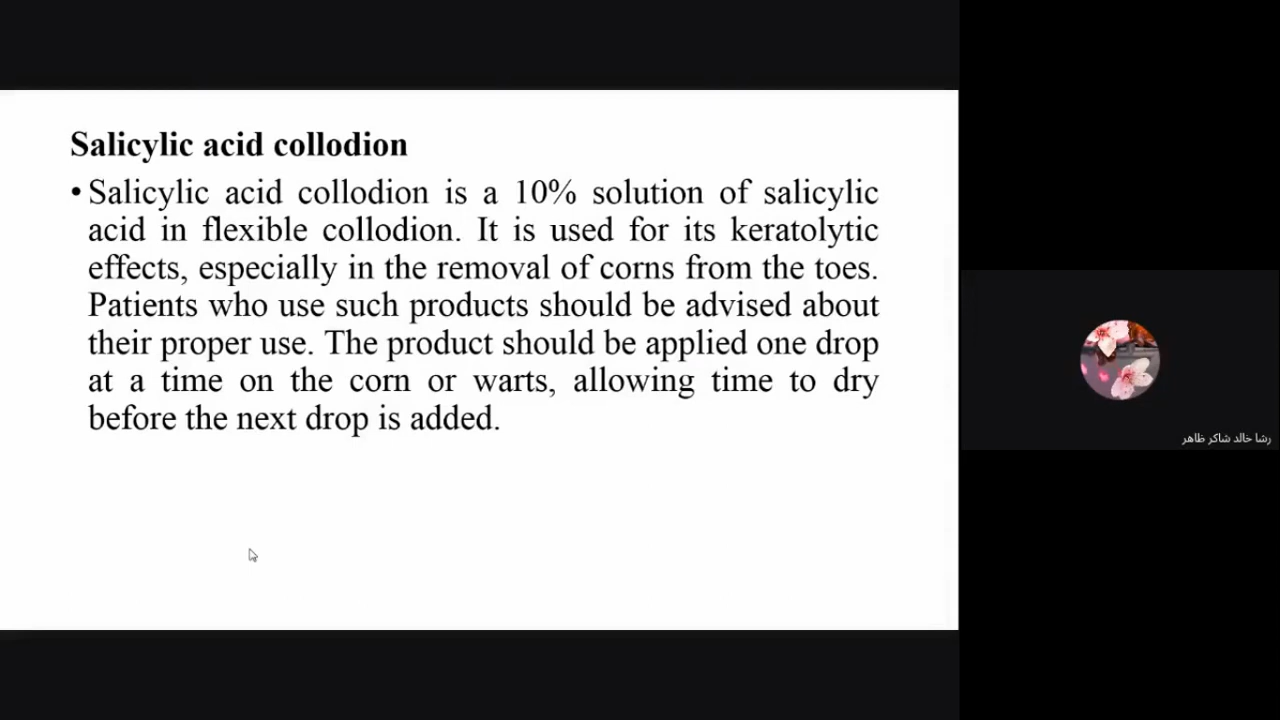 Salicylic acid collodion
• Salicylic acid collodion is a 10% solution of salicylic
acid in flexible collodion. It is used for its keratolytic
effects, especially in the removal of corns from the toes.
Patients who use such products should be advised about
their proper use. The product should be applied one drop
at a time on the corn or warts, allowing time to dry
before the next drop is added.
رشا خالد شاكر ظاهر